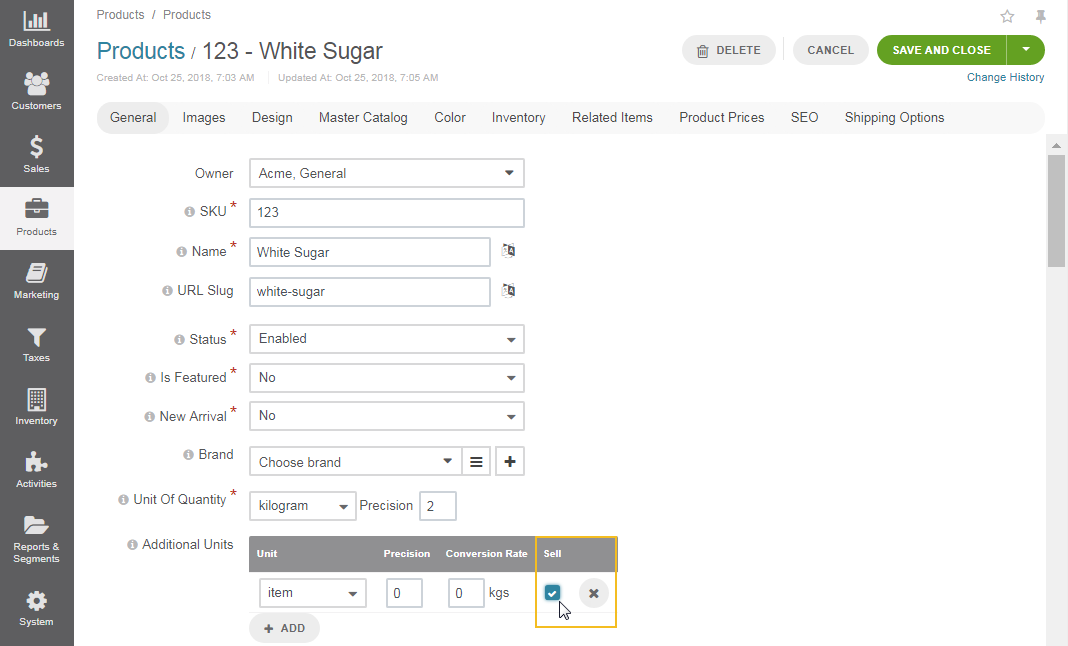 Dashboards
Customers
Sales
Products
Marketing
Taxes
Inventory
Activities
Reports &
Segments
System
Products / Products
Products / 123 - White Sugar
DELETE
CANCEL
SAVE AND CLOSE
Created At: Oct 25, 2018, 7:03 AM
Updated At: Oct 25, 2018, 7:05 AM
Change History
General Images Design Master Catalog Color Inventory Related Items Product Prices SEO Shipping Options
Owner Acme, General
SKU * 123
Name * White Sugar
URL Slug white-sugar
Status * Enabled
Is Featured * No
New Arrival * No
Brand Choose brand
Unit Of Quantity * kilogram Precision 2
Additional Units
Unit Precision Conversion Rate Sell
item 0 0 kgs
+ ADD